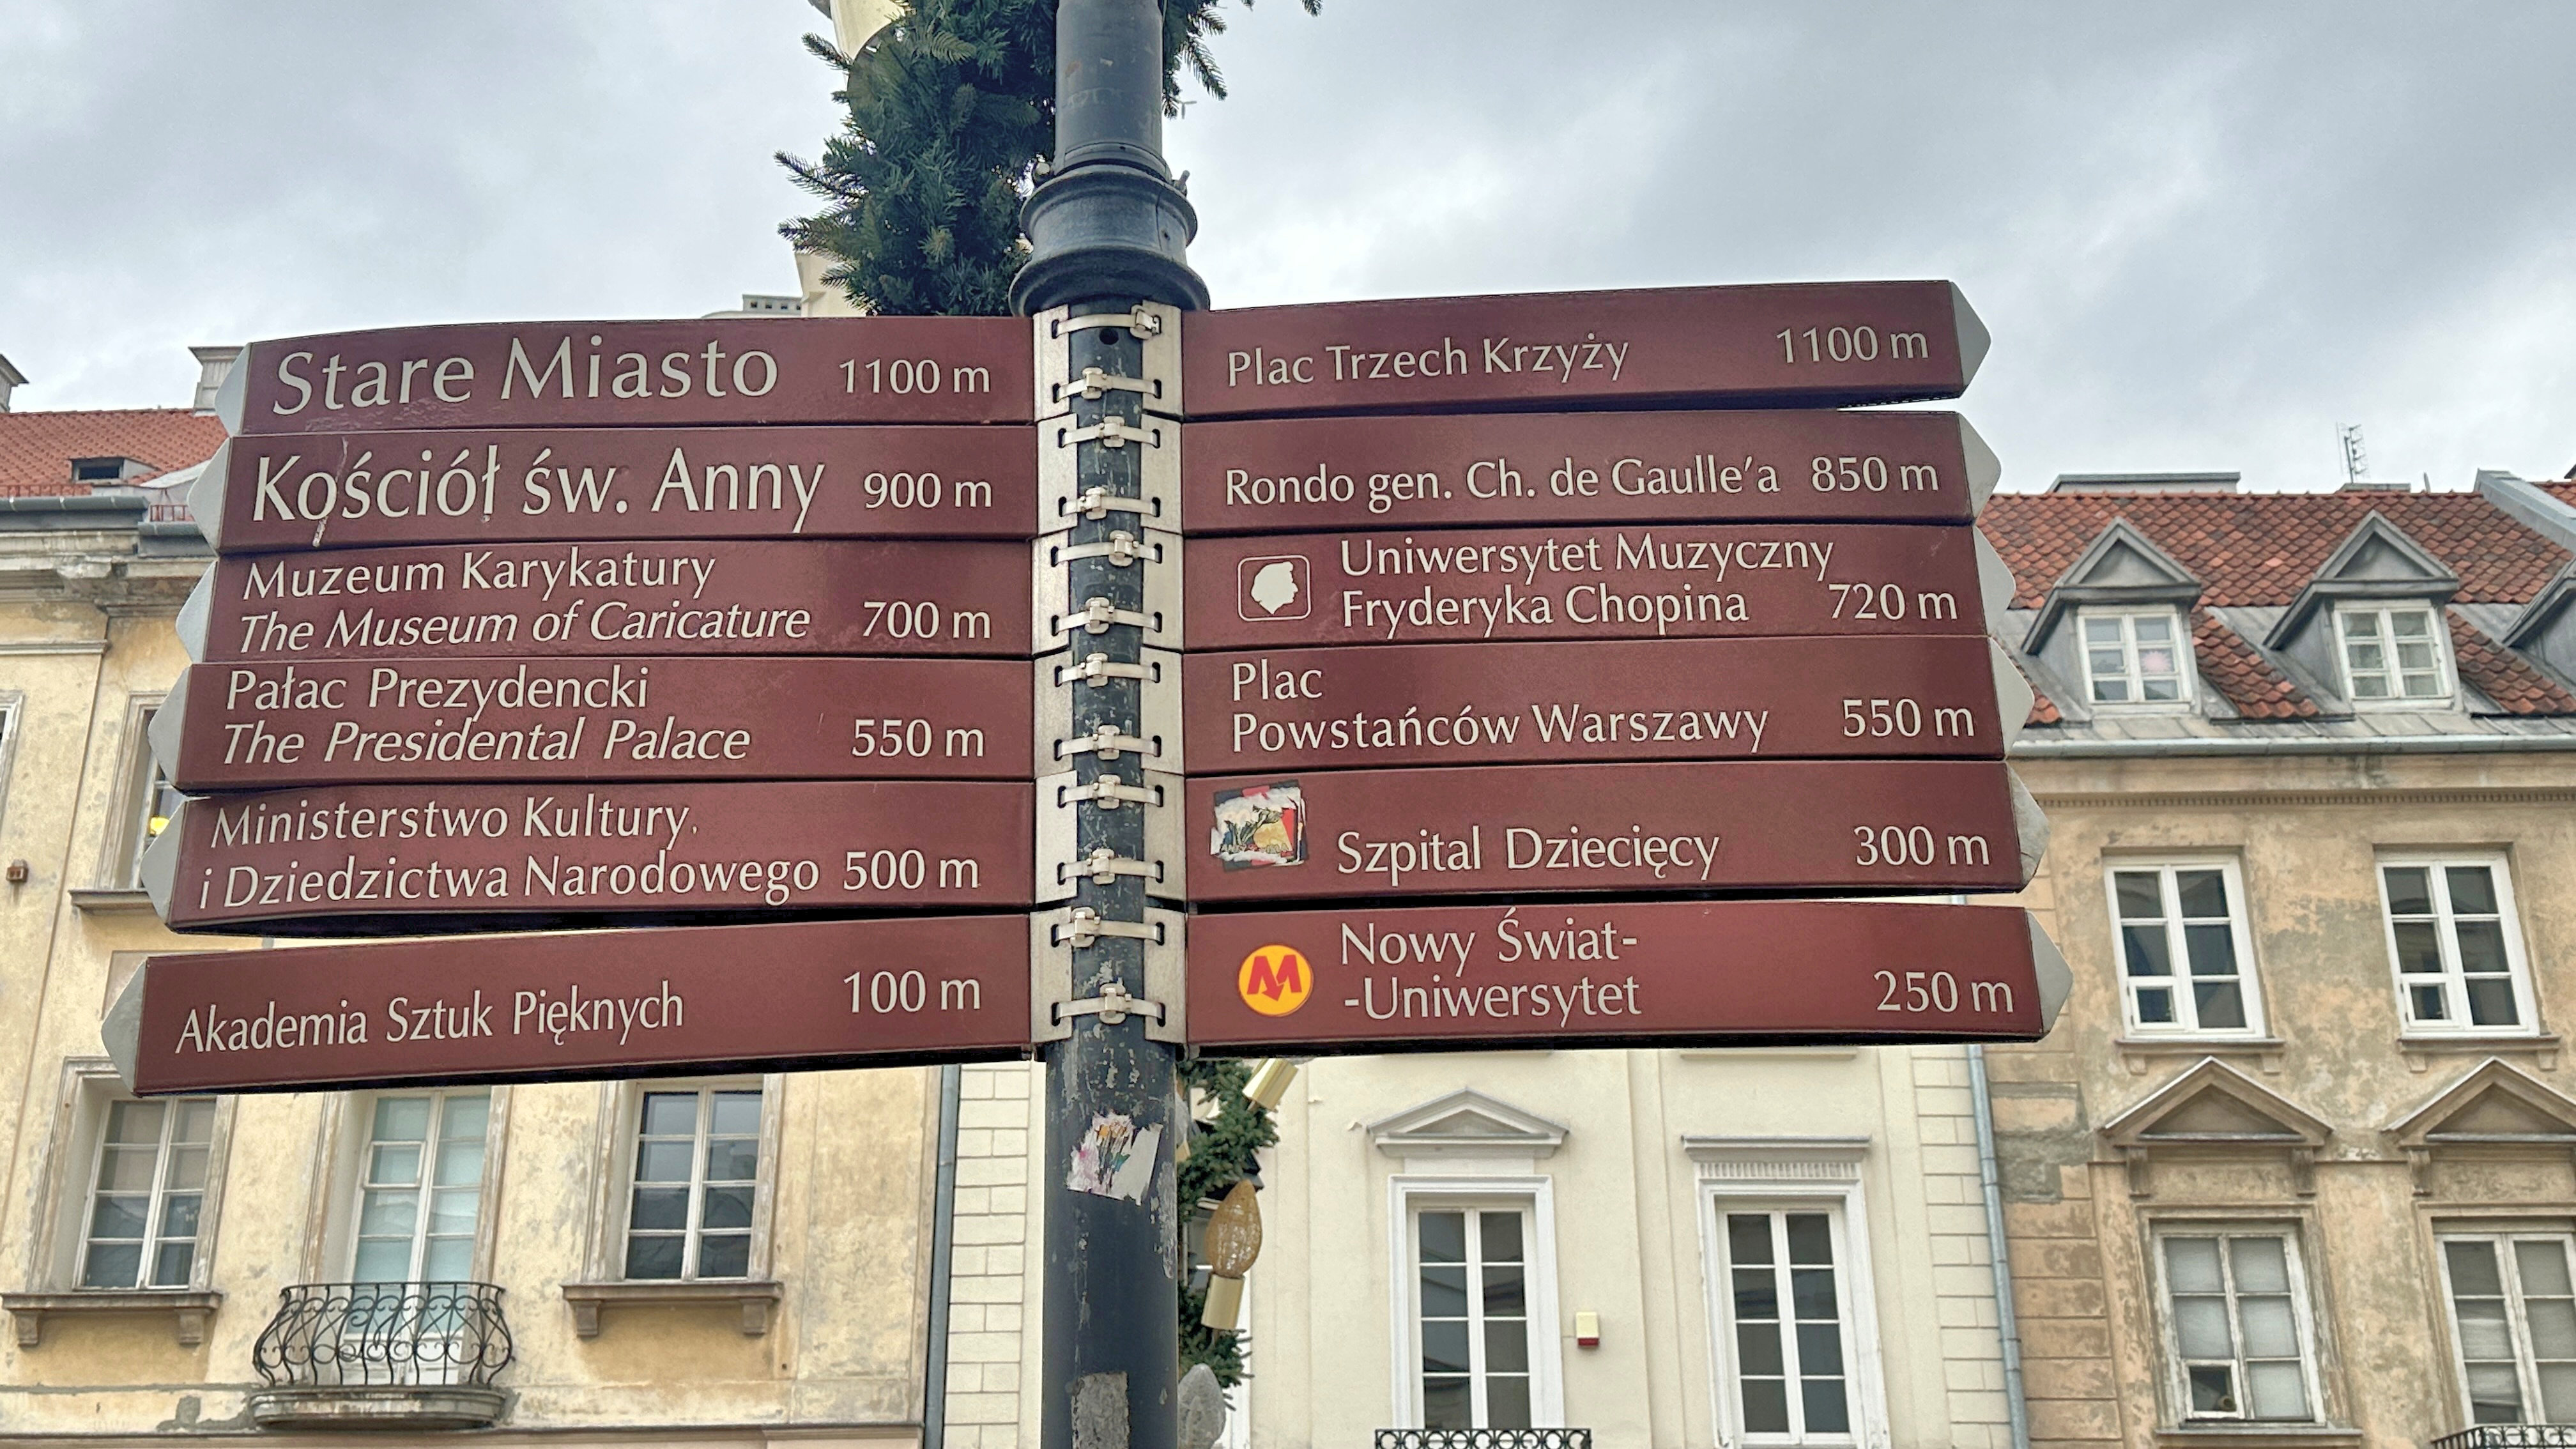 Stare Miasto 1100 m
Kościół św. Anny 900 m
Muzeum Karykatury
The Museum of Caricature 700 m
Pałac Prezydencki
The Presidental Palace 550 m
Ministerstwo Kultury
i Dziedzictwa Narodowego 500 m
Akademia Sztuk Pięknych 100 m
Plac Trzech Krzyży 1100 m
Rondo gen. Ch. de Gaulle'a 850 m
Uniwersytet Muzyczny
Fryderyka Chopina 720 m
Plac
Powstańców Warszawy 550 m
Szpital Dziecięcy 300 m
M Nowy Świat-
-Uniwersytet 250 m